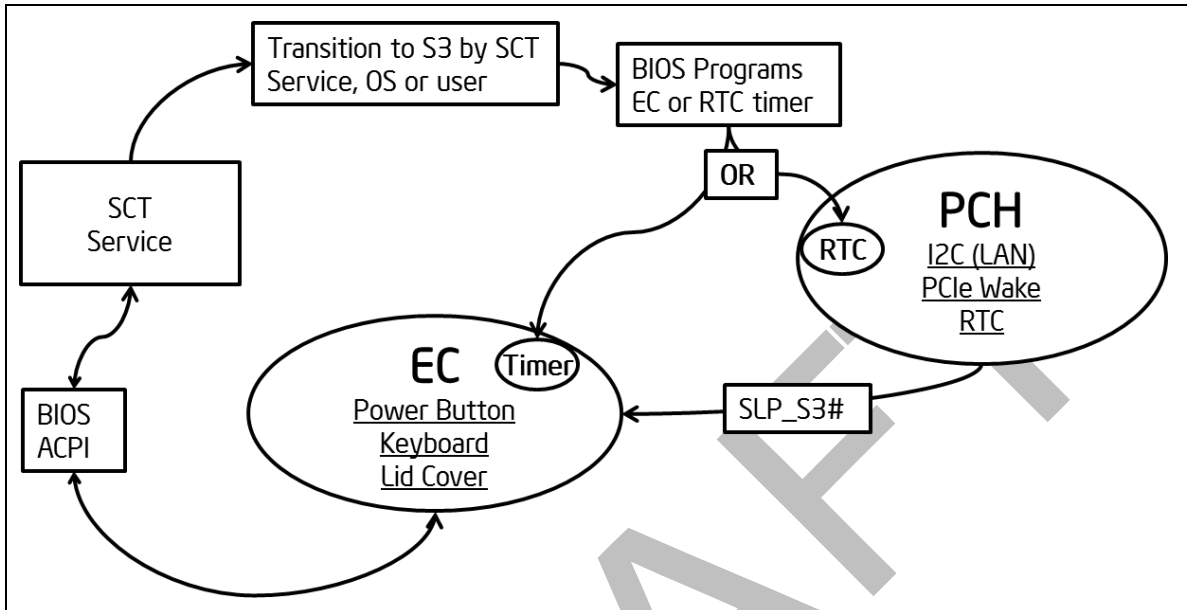 Transition to S3 by SCT
Service, OS or user
BIOS Programs
EC or RTC timer
OR
SCT
Service
PCH
RTC
I2C (LAN)
PCIe Wake
RTC
EC
Timer
Power Button
Keyboard
Lid Cover
SLP_S3#
BIOS
ACPI